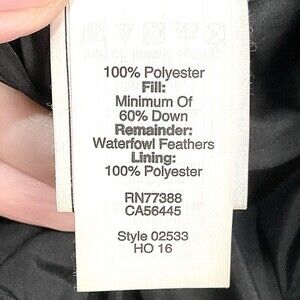 100% Polyester
Fill:
Minimum Of
60% Down
Remainder:
Waterfowl Feathers
Lining:
100% Polyester
RN77388
CA56445
Style 02533
HO 16